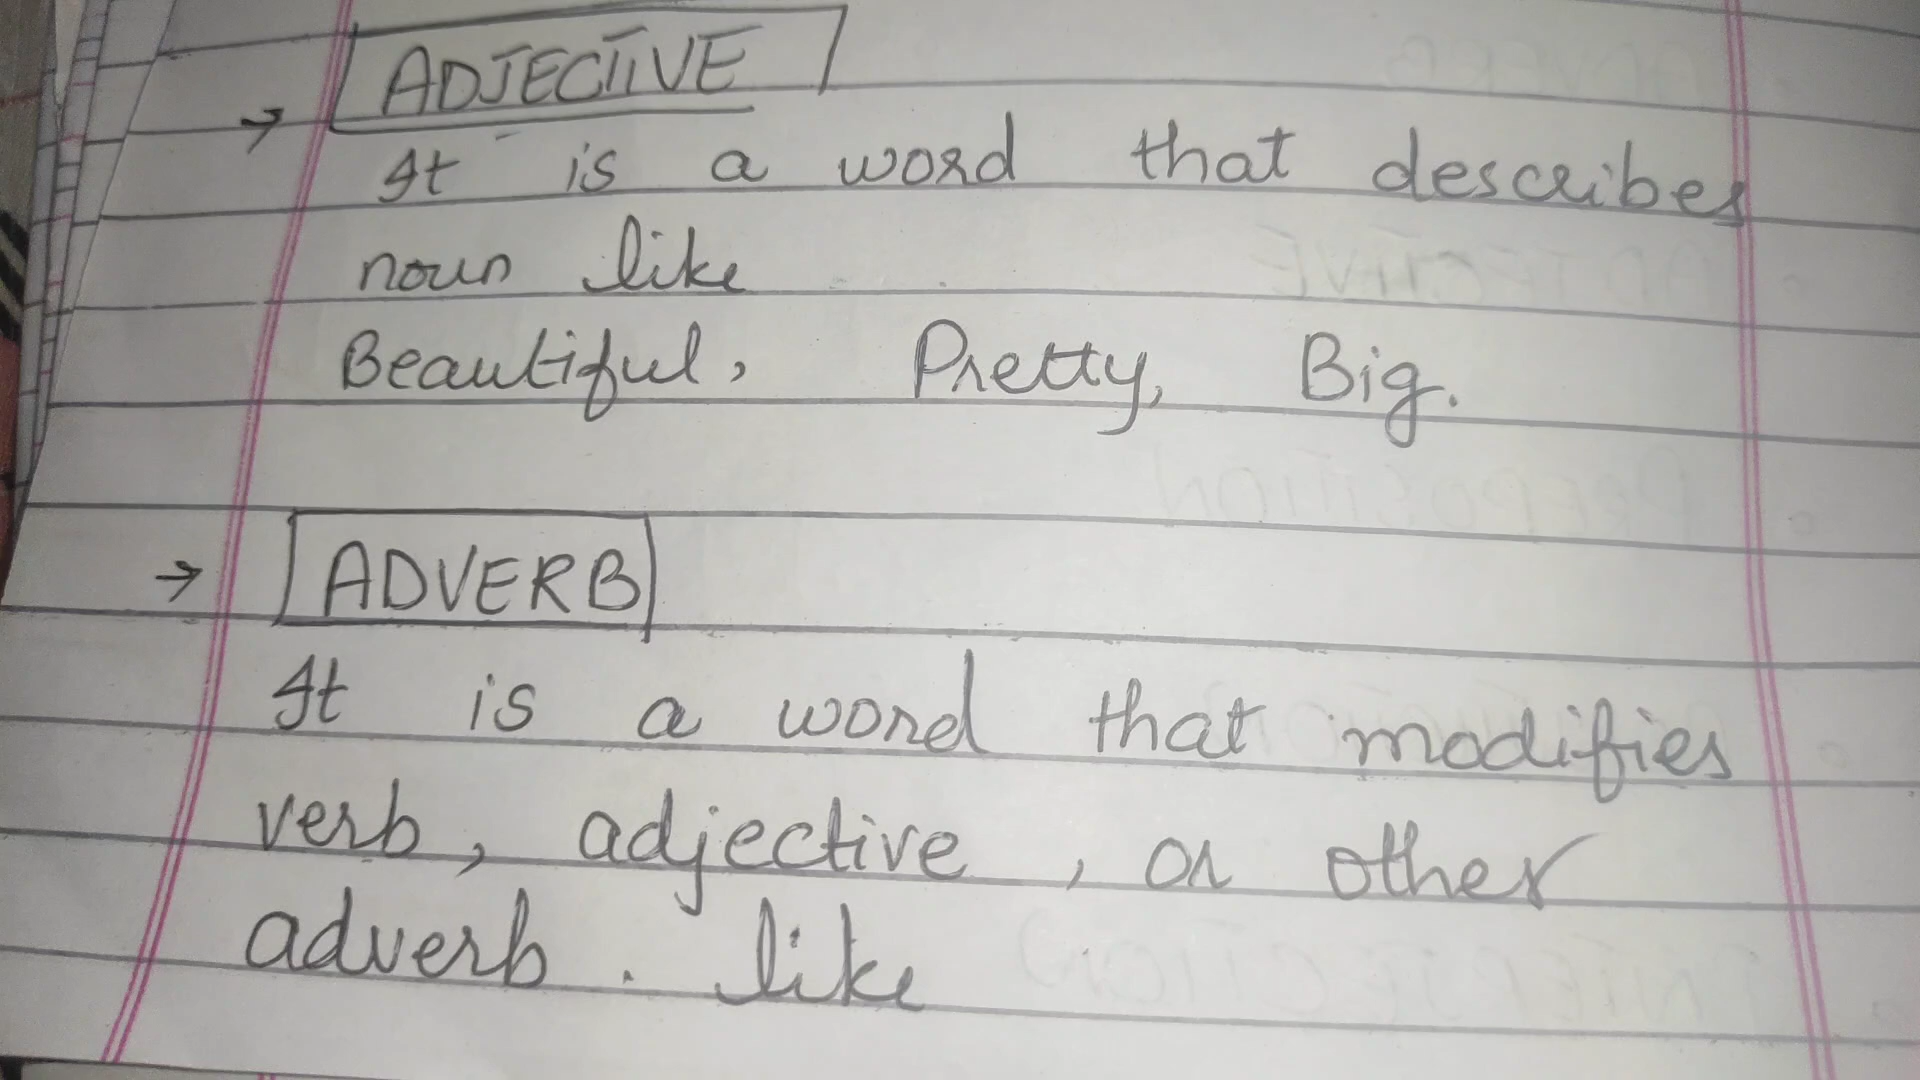 → ADJECTIVE
It is a word that describes
noun like
Beautiful, Pretty, Big.
→ ADVERB
It is a word that modifies
verb, adjective, or other
adverb. like